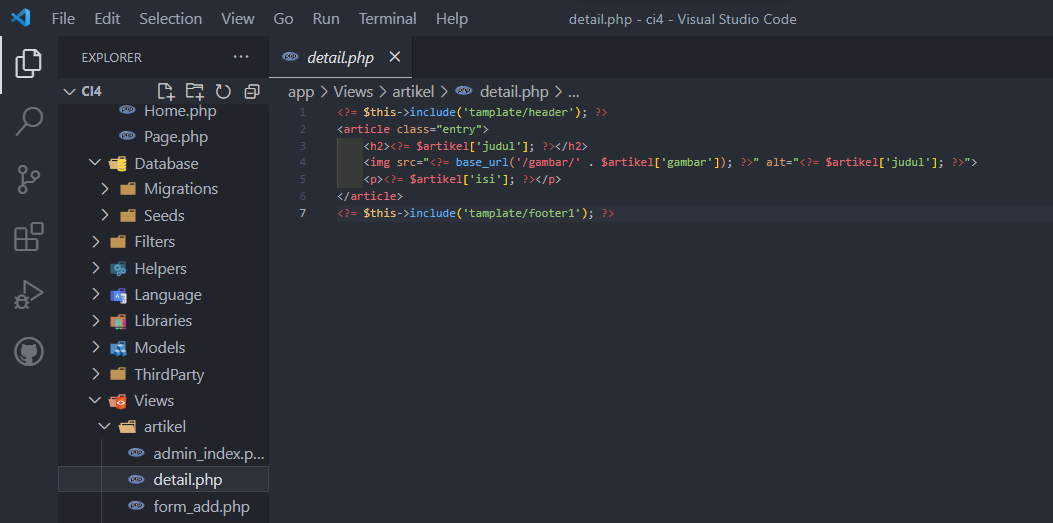 File Edit Selection View Go Run Terminal Help detail.php - ci4 - Visual Studio Code
EXPLORER ··· detail.php
CI4 app > Views > artikel > detail.php > ...
Home.php
Page.php
Database
Migrations
Seeds
Filters
Helpers
Language
Libraries
Models
ThirdParty
Views
artikel
admin_index.p...
detail.php
form_add.php
1 <?= $this->include('tamplate/header'); ?>
2 <article class="entry">
3 <h2><?= $artikel['judul']; ?></h2>
4 <img src="<?= base_url('/gambar/' . $artikel['gambar']); ?>" alt="<?= $artikel['judul']; ?>">
5 <p><?= $artikel['isi']; ?></p>
6 </article>
7 <?= $this->include('tamplate/footer1'); ?>